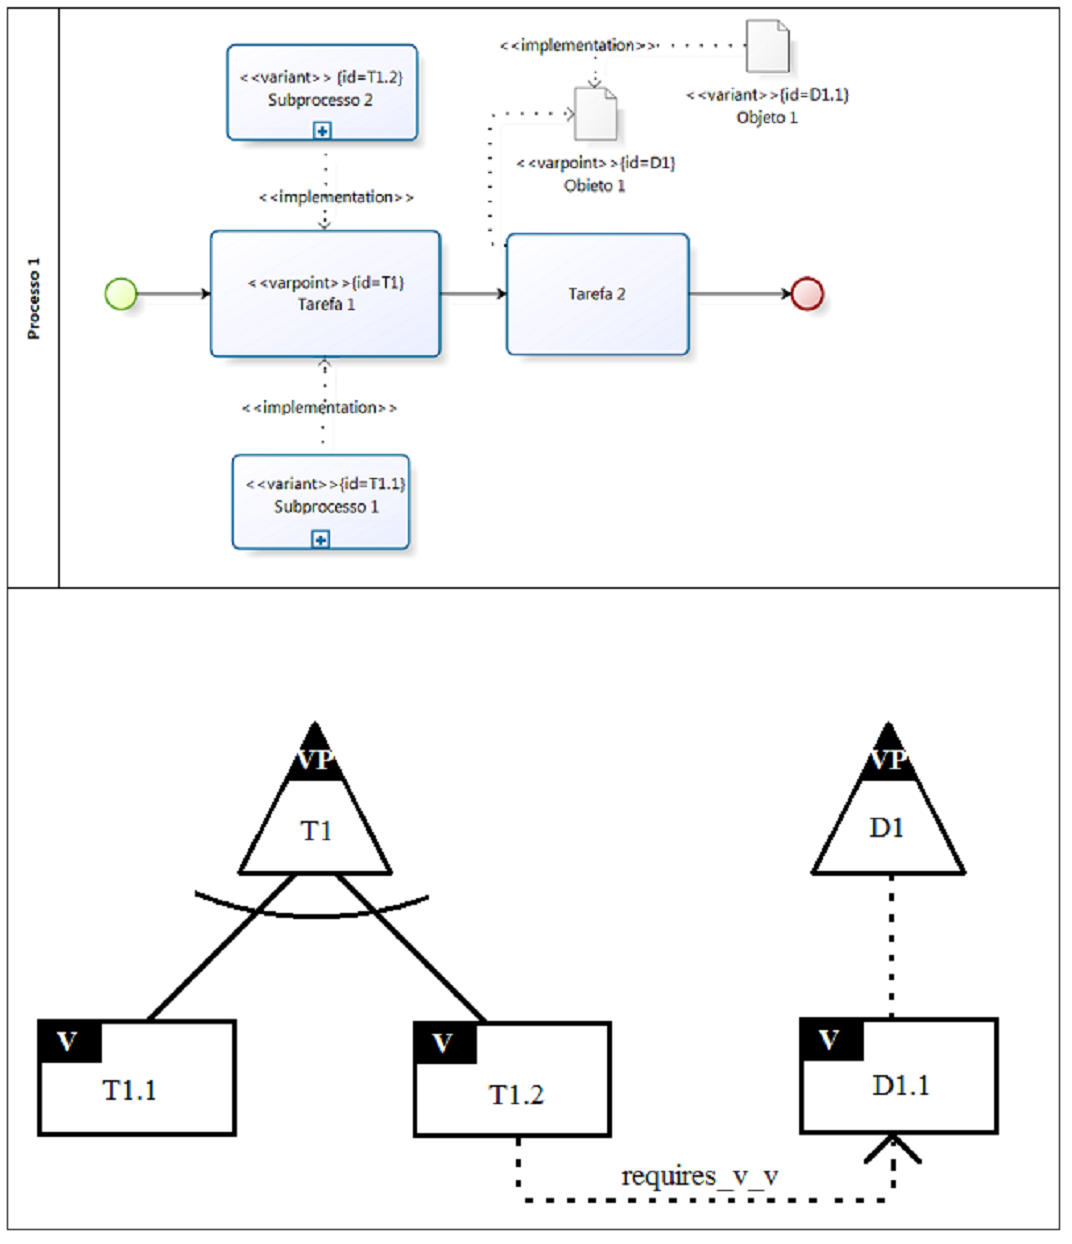 Processo 1
<<variant>> {id=T1.2}
Subprocesso 2
<<implementation>>
<<varpoint>>{id=T1}
Tarefa 1
<<implementation>>
<<variant>>{id=T1.1}
Subprocesso 1
<<implementation>>
<<variant>>{id=D1.1}
Objeto 1
<<varpoint>>{id=D1}
Obieto 1
Tarefa 2
VP
T1
VP
D1
V
T1.1
V
T1.2
V
D1.1
requires_v_v